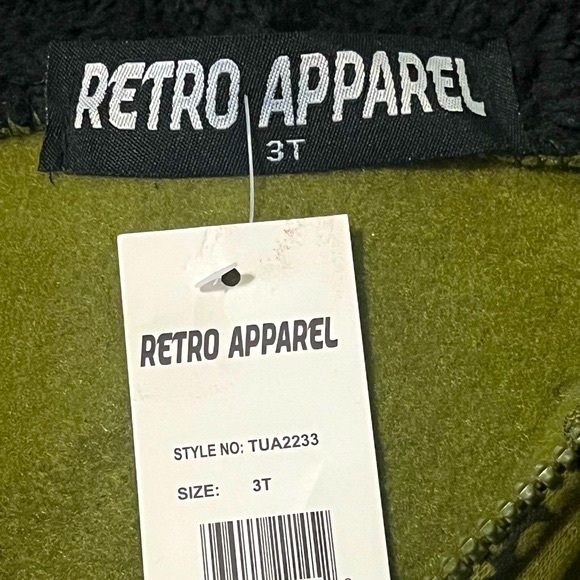 RETRO APPAREL
3T
RETRO APPAREL
STYLE NO: TUA2233
SIZE: 3T